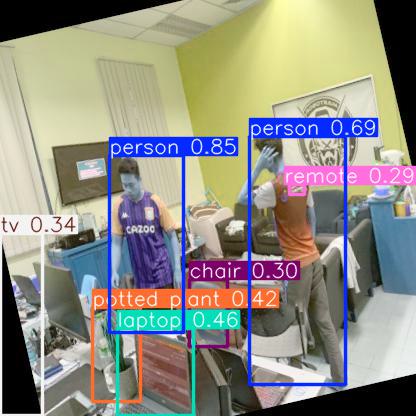 person 0.69
person 0.85
remote 0.29
tv 0.34
CAZOO
chair 0.30
potted plant 0.42
laptop 0.46